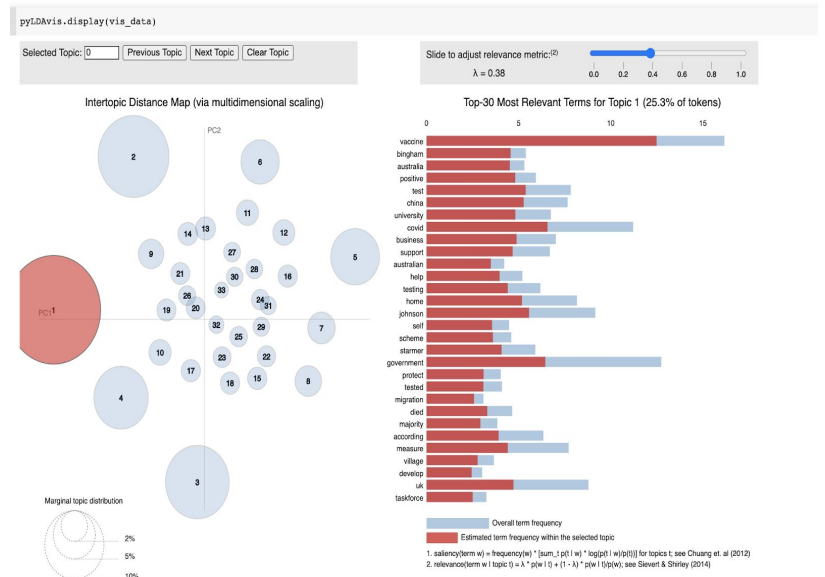 pyLDAvis.display(vis_data)
Selected Topic: 0 Previous Topic Next Topic Clear Topic
Slide to adjust relevance metric:(2)
λ = 0.38
0.0 0.2 0.4 0.6 0.8 1.0
Intertopic Distance Map (via multidimensional scaling)
PC2
PC1
2
6
11
14
13
12
9
27
5
21
30
28
16
33
26
24
31
1
19
20
32
29
7
25
10
23
22
17
18
15
8
4
3
Marginal topic distribution
2%
5%
10%
Top-30 Most Relevant Terms for Topic 1 (25.3% of tokens)
0 5 10 15
vaccine
bingham
australia
positive
test
china
university
covid
business
support
australian
help
testing
home
johnson
self
scheme
starmer
government
protect
tested
migration
died
majority
according
measure
village
develop
uk
taskforce
Overall term frequency
Estimated term frequency within the selected topic
1. saliency(term w) = frequency(w) * [sum_t p(t | w) * log(p(t | w)/p(t))] for topics t; see Chuang et. al (2012)
2. relevance(term w | topic t) = λ * p(w | t) + (1 - λ) * p(w | t)/p(w); see Sievert & Shirley (2014)